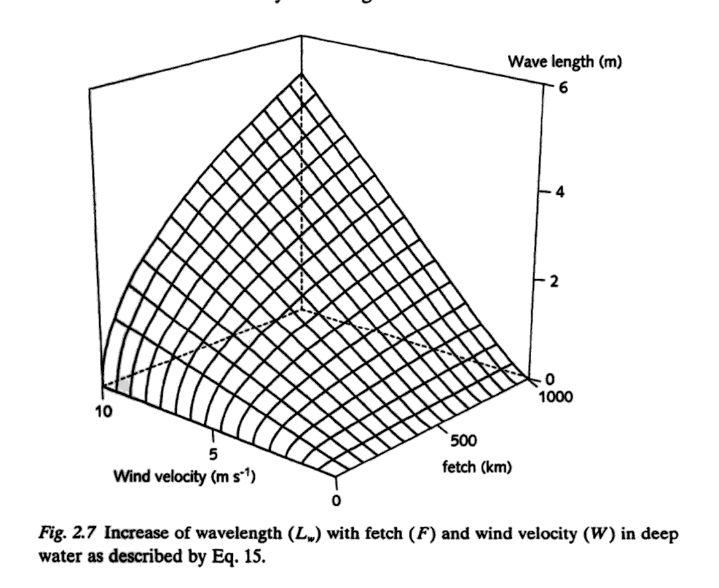 Wave length (m)
6
4
2
0
1000
500
fetch (km)
10
5
Wind velocity (m s⁻¹)
0
Fig. 2.7 Increase of wavelength (Lw) with fetch (F) and wind velocity (W) in deep
water as described by Eq. 15.